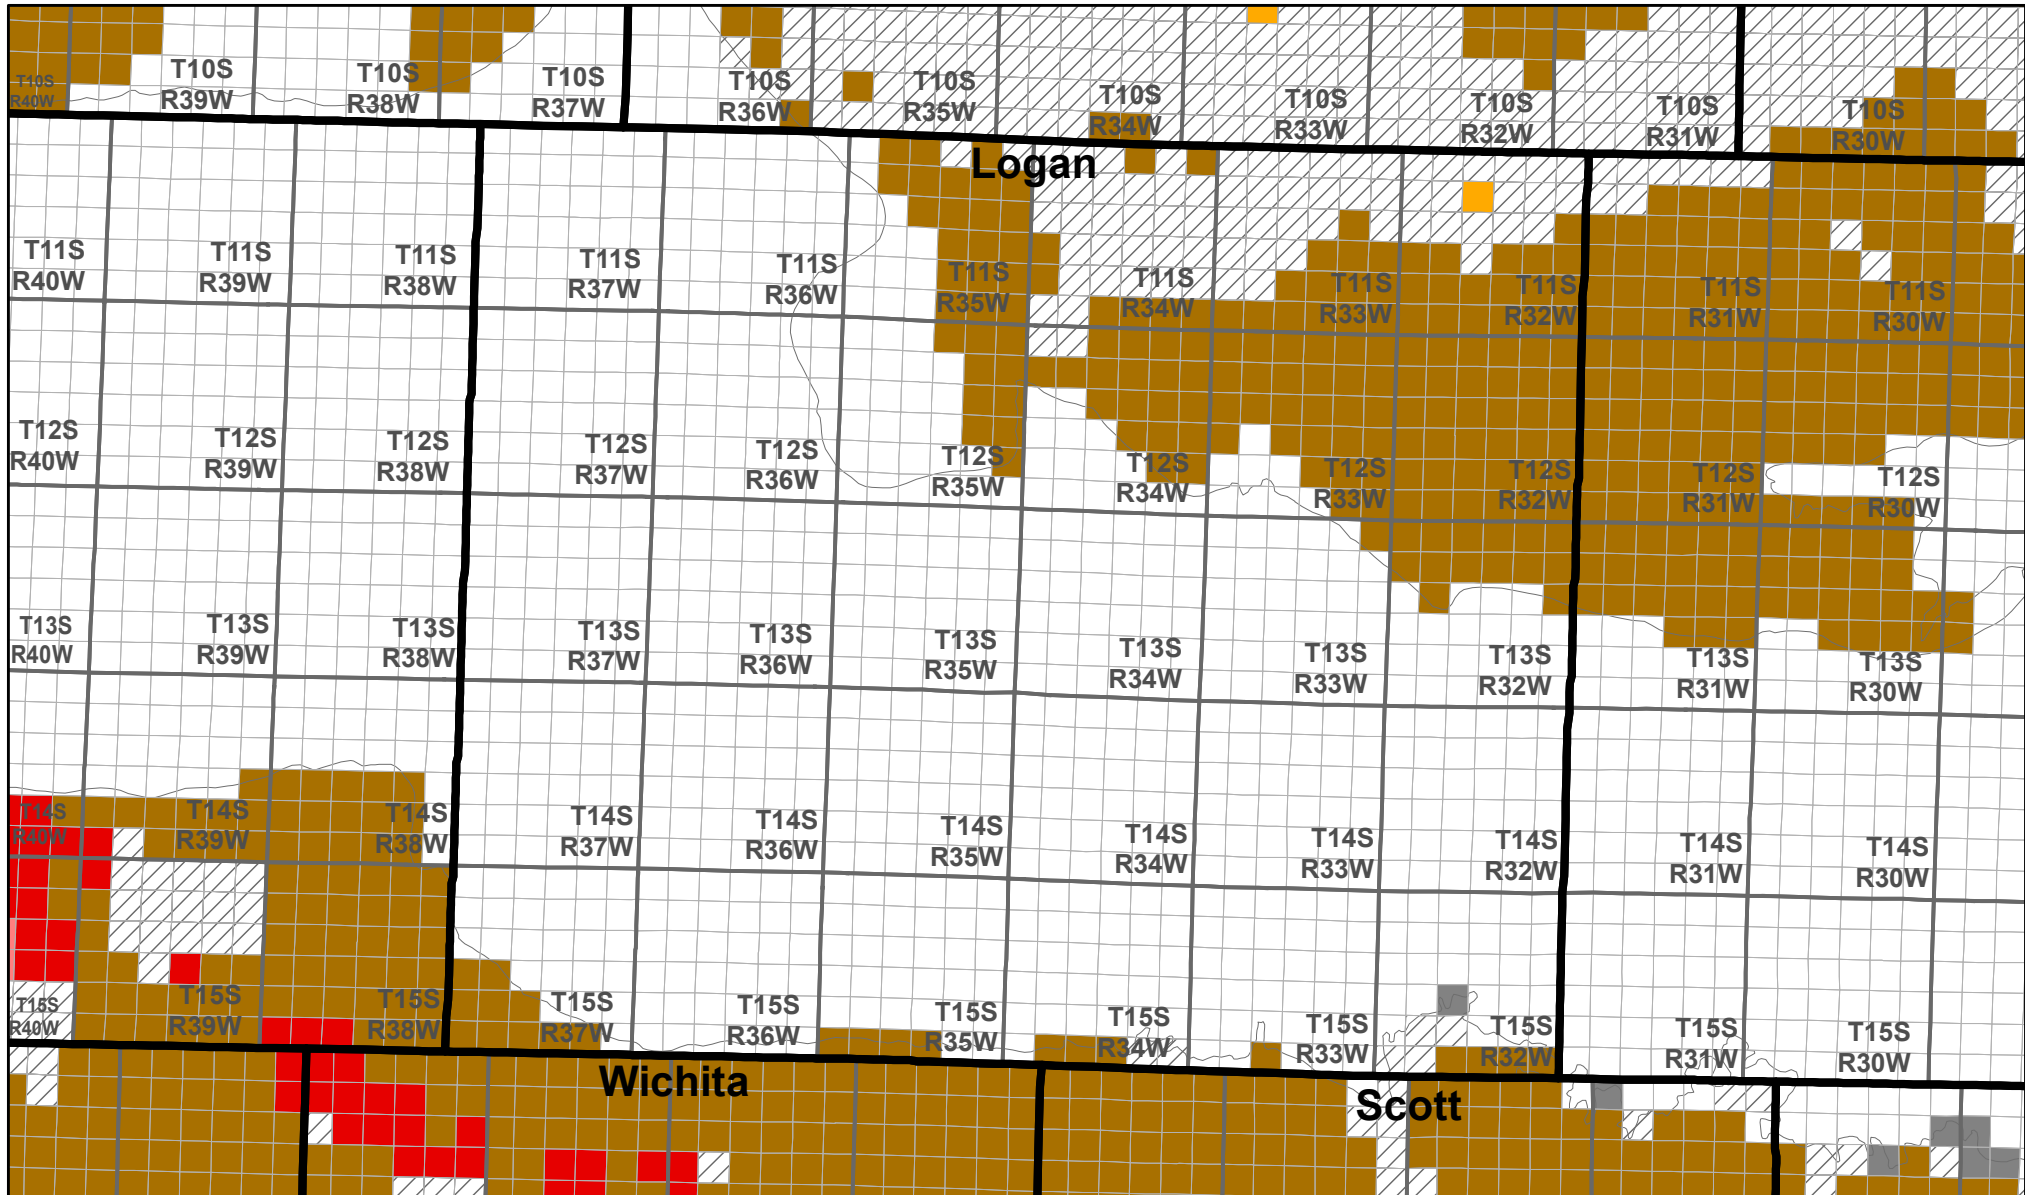 T10S
R40W
T10S
R39W
T10S
R38W
T10S
R37W
T10S
R36W
T10S
R35W
T10S
R34W
T10S
R33W
T10S
R32W
T10S
R31W
T10S
R30W
Logan
T11S
R40W
T11S
R39W
T11S
R38W
T11S
R37W
T11S
R36W
T11S
R35W
T11S
R34W
T11S
R33W
T11S
R32W
T11S
R31W
T11S
R30W
T12S
R40W
T12S
R39W
T12S
R38W
T12S
R37W
T12S
R36W
T12S
R35W
T12S
R34W
T12S
R33W
T12S
R32W
T12S
R31W
T12S
R30W
T13S
R40W
T13S
R39W
T13S
R38W
T13S
R37W
T13S
R36W
T13S
R35W
T13S
R34W
T13S
R33W
T13S
R32W
T13S
R31W
T13S
R30W
T14S
R40W
T14S
R39W
T14S
R38W
T14S
R37W
T14S
R36W
T14S
R35W
T14S
R34W
T14S
R33W
T14S
R32W
T14S
R31W
T14S
R30W
T15S
R40W
T15S
R39W
T15S
R38W
T15S
R37W
T15S
R36W
T15S
R35W
T15S
R34W
T15S
R33W
T15S
R32W
T15S
R31W
T15S
R30W
Wichita
Scott